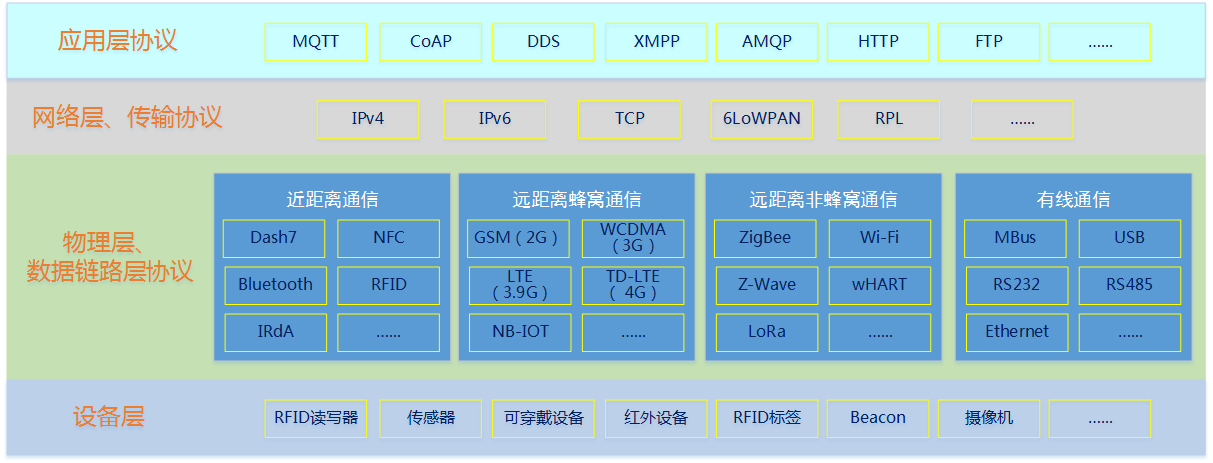 应用层协议
MQTT
CoAP
DDS
XMPP
AMQP
HTTP
FTP
......
网络层、传输协议
IPv4
IPv6
TCP
6LoWPAN
RPL
......
物理层、
数据链路层协议
近距离通信
Dash7
NFC
Bluetooth
RFID
IRdA
......
远距离蜂窝通信
GSM（2G）
WCDMA
（3G）
LTE
（3.9G）
TD-LTE
（ 4G）
NB-IOT
......
远距离非蜂窝通信
ZigBee
Wi-Fi
Z-Wave
wHART
LoRa
......
有线通信
MBus
USB
RS232
RS485
Ethernet
......
设备层
RFID读写器
传感器
可穿戴设备
红外设备
RFID标签
Beacon
摄像机
......